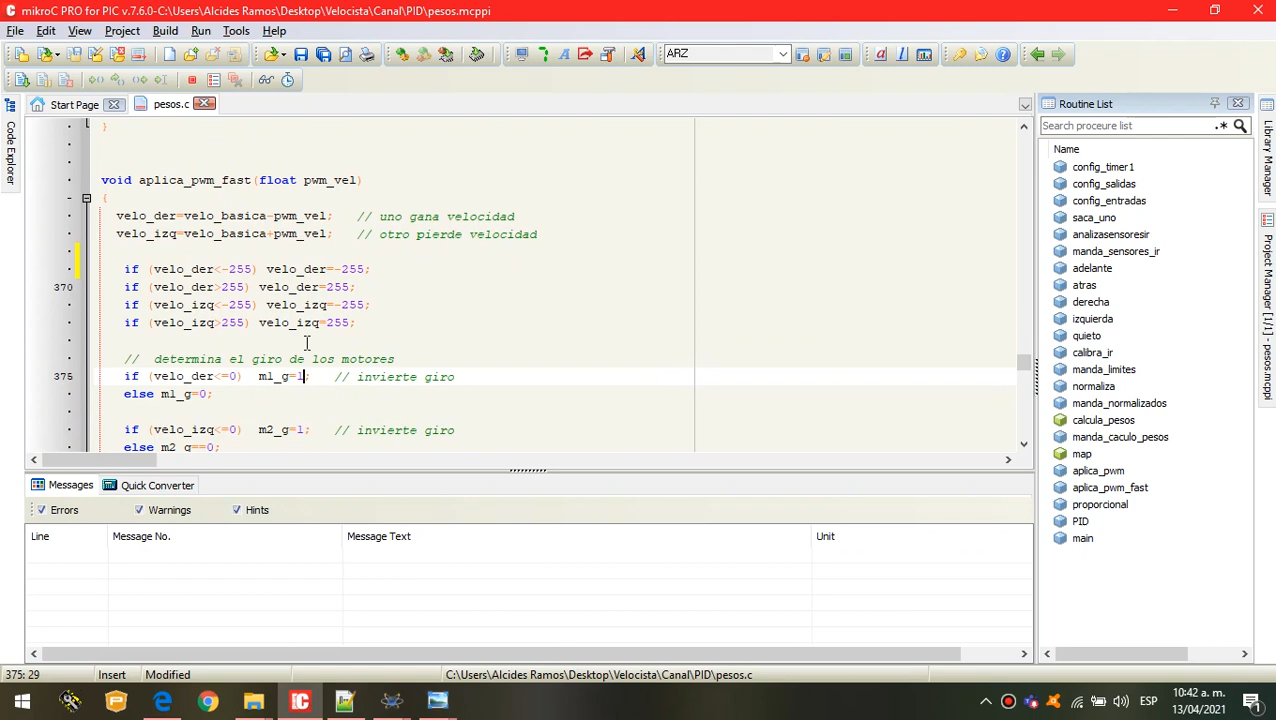 mikroC PRO for PIC v.7.6.0-C:\Users\Alcides Ramos\Desktop\Velocista\Canal\PID\pesos.mcppi
File Edit View Project Build Run Tools Help
ARZ
Start Page pesos.c
Code Explorer
}
void aplica_pwm_fast(float pwm_vel)
{
velo_der=velo_basica-pwm_vel; // uno gana velocidad
velo_izq=velo_basica+pwm_vel; // otro pierde velocidad
if (velo_der<-255) velo_der=-255;
370 if (velo_der>255) velo_der=255;
if (velo_izq<-255) velo_izq=-255;
if (velo_izq>255) velo_izq=255;
// determina el giro de los motores
375 if (velo_der<=0) m1_g=1; // invierte giro
else m1_g=0;
if (velo_izq<=0) m2_g=1; // invierte giro
else m2_g==0;
Routine List
Search proceure list
Name
config_timer1
config_salidas
config_entradas
saca_uno
analizasensoresir
manda_sensores_ir
adelante
atras
derecha
izquierda
quieto
calibra_ir
manda_limites
normaliza
manda_normalizados
calcula_pesos
manda_caculo_pesos
map
aplica_pwm
aplica_pwm_fast
proporcional
PID
main
Library Manager
Project Manager [1/1]
Messages Quick Converter
Errors Warnings Hints
Line Message No. Message Text Unit
375: 29 Insert Modified C:\Users\Alcides Ramos\Desktop\Velocista\Canal\PID\pesos.c
ESP
10:42 a. m.
13/04/2021
1